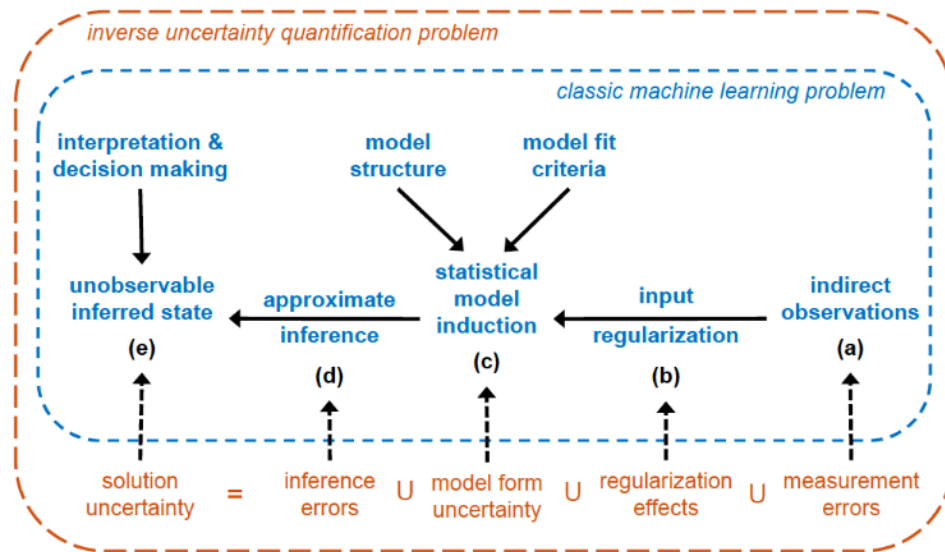 inverse uncertainty quantification problem
classic machine learning problem
interpretation &
decision making
model
structure
model fit
criteria
unobservable
inferred state
(e)
approximate
inference
(d)
statistical
model
induction
(c)
input
regularization
(b)
indirect
observations
(a)
solution
uncertainty
=
inference
errors
∪
model form
uncertainty
∪
regularization
effects
∪
measurement
errors